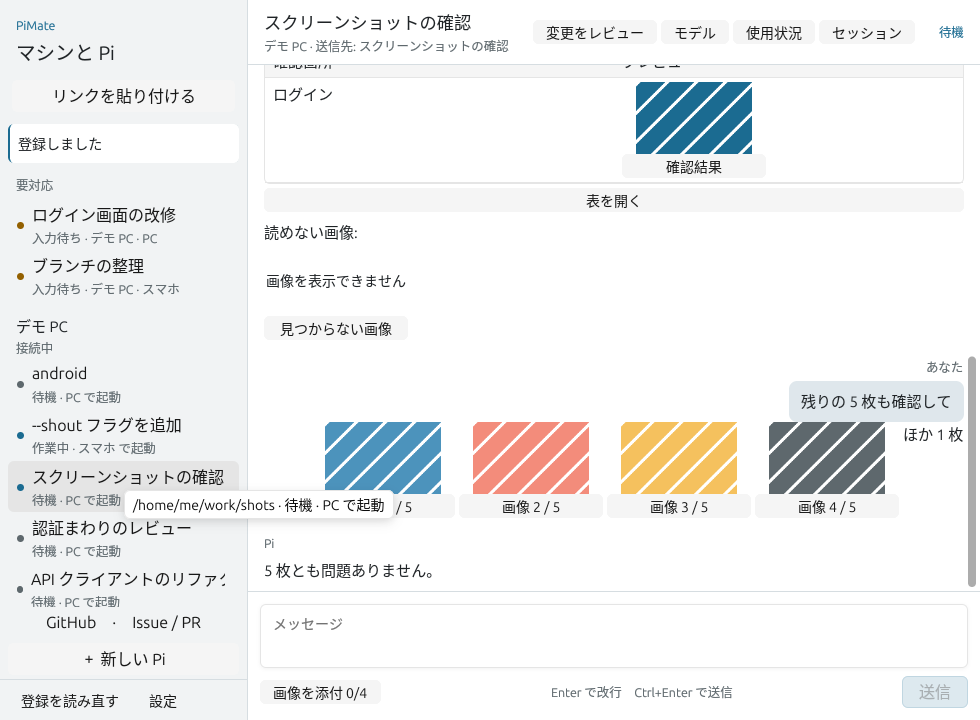 PiMate
マシンと Pi
リンクを貼り付ける
登録しました
要対応
ログイン画面の改修
入力待ち · デモ PC · PC
ブランチの整理
入力待ち · デモ PC · スマホ
デモ PC
接続中
android
待機 · PC で起動
--shout フラグを追加
作業中 · スマホ で起動
スクリーンショットの確認
待機 · PC で起動
/home/me/work/shots · 待機 · PC で起動
認証まわりのレビュー
待機 · PC で起動
API クライアントのリファク
待機 · PC で起動
GitHub · Issue / PR
+ 新しい Pi
登録を読み直す 設定
スクリーンショットの確認
デモ PC · 送信先: スクリーンショットの確認
変更をレビュー モデル 使用状況 セッション 待機
ログイン
確認結果
表を開く
読めない画像:
画像を表示できません
見つからない画像
あなた
残りの 5 枚も確認して
ほか 1 枚
/ 5 画像 2 / 5 画像 3 / 5 画像 4 / 5
Pi
5 枚とも問題ありません。
メッセージ
画像を添付 0/4 Enter で改行 Ctrl+Enter で送信 送信